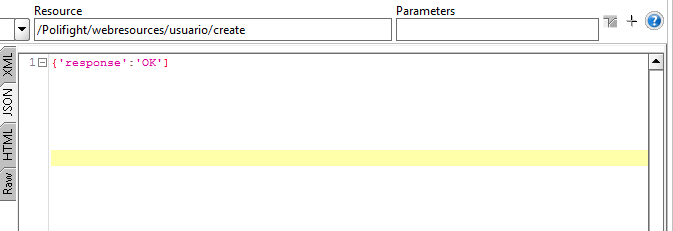 Resource Parameters
/Polifight/webresources/usuario/create
XML
JSON
HTML
Raw
1 {'response':'OK']